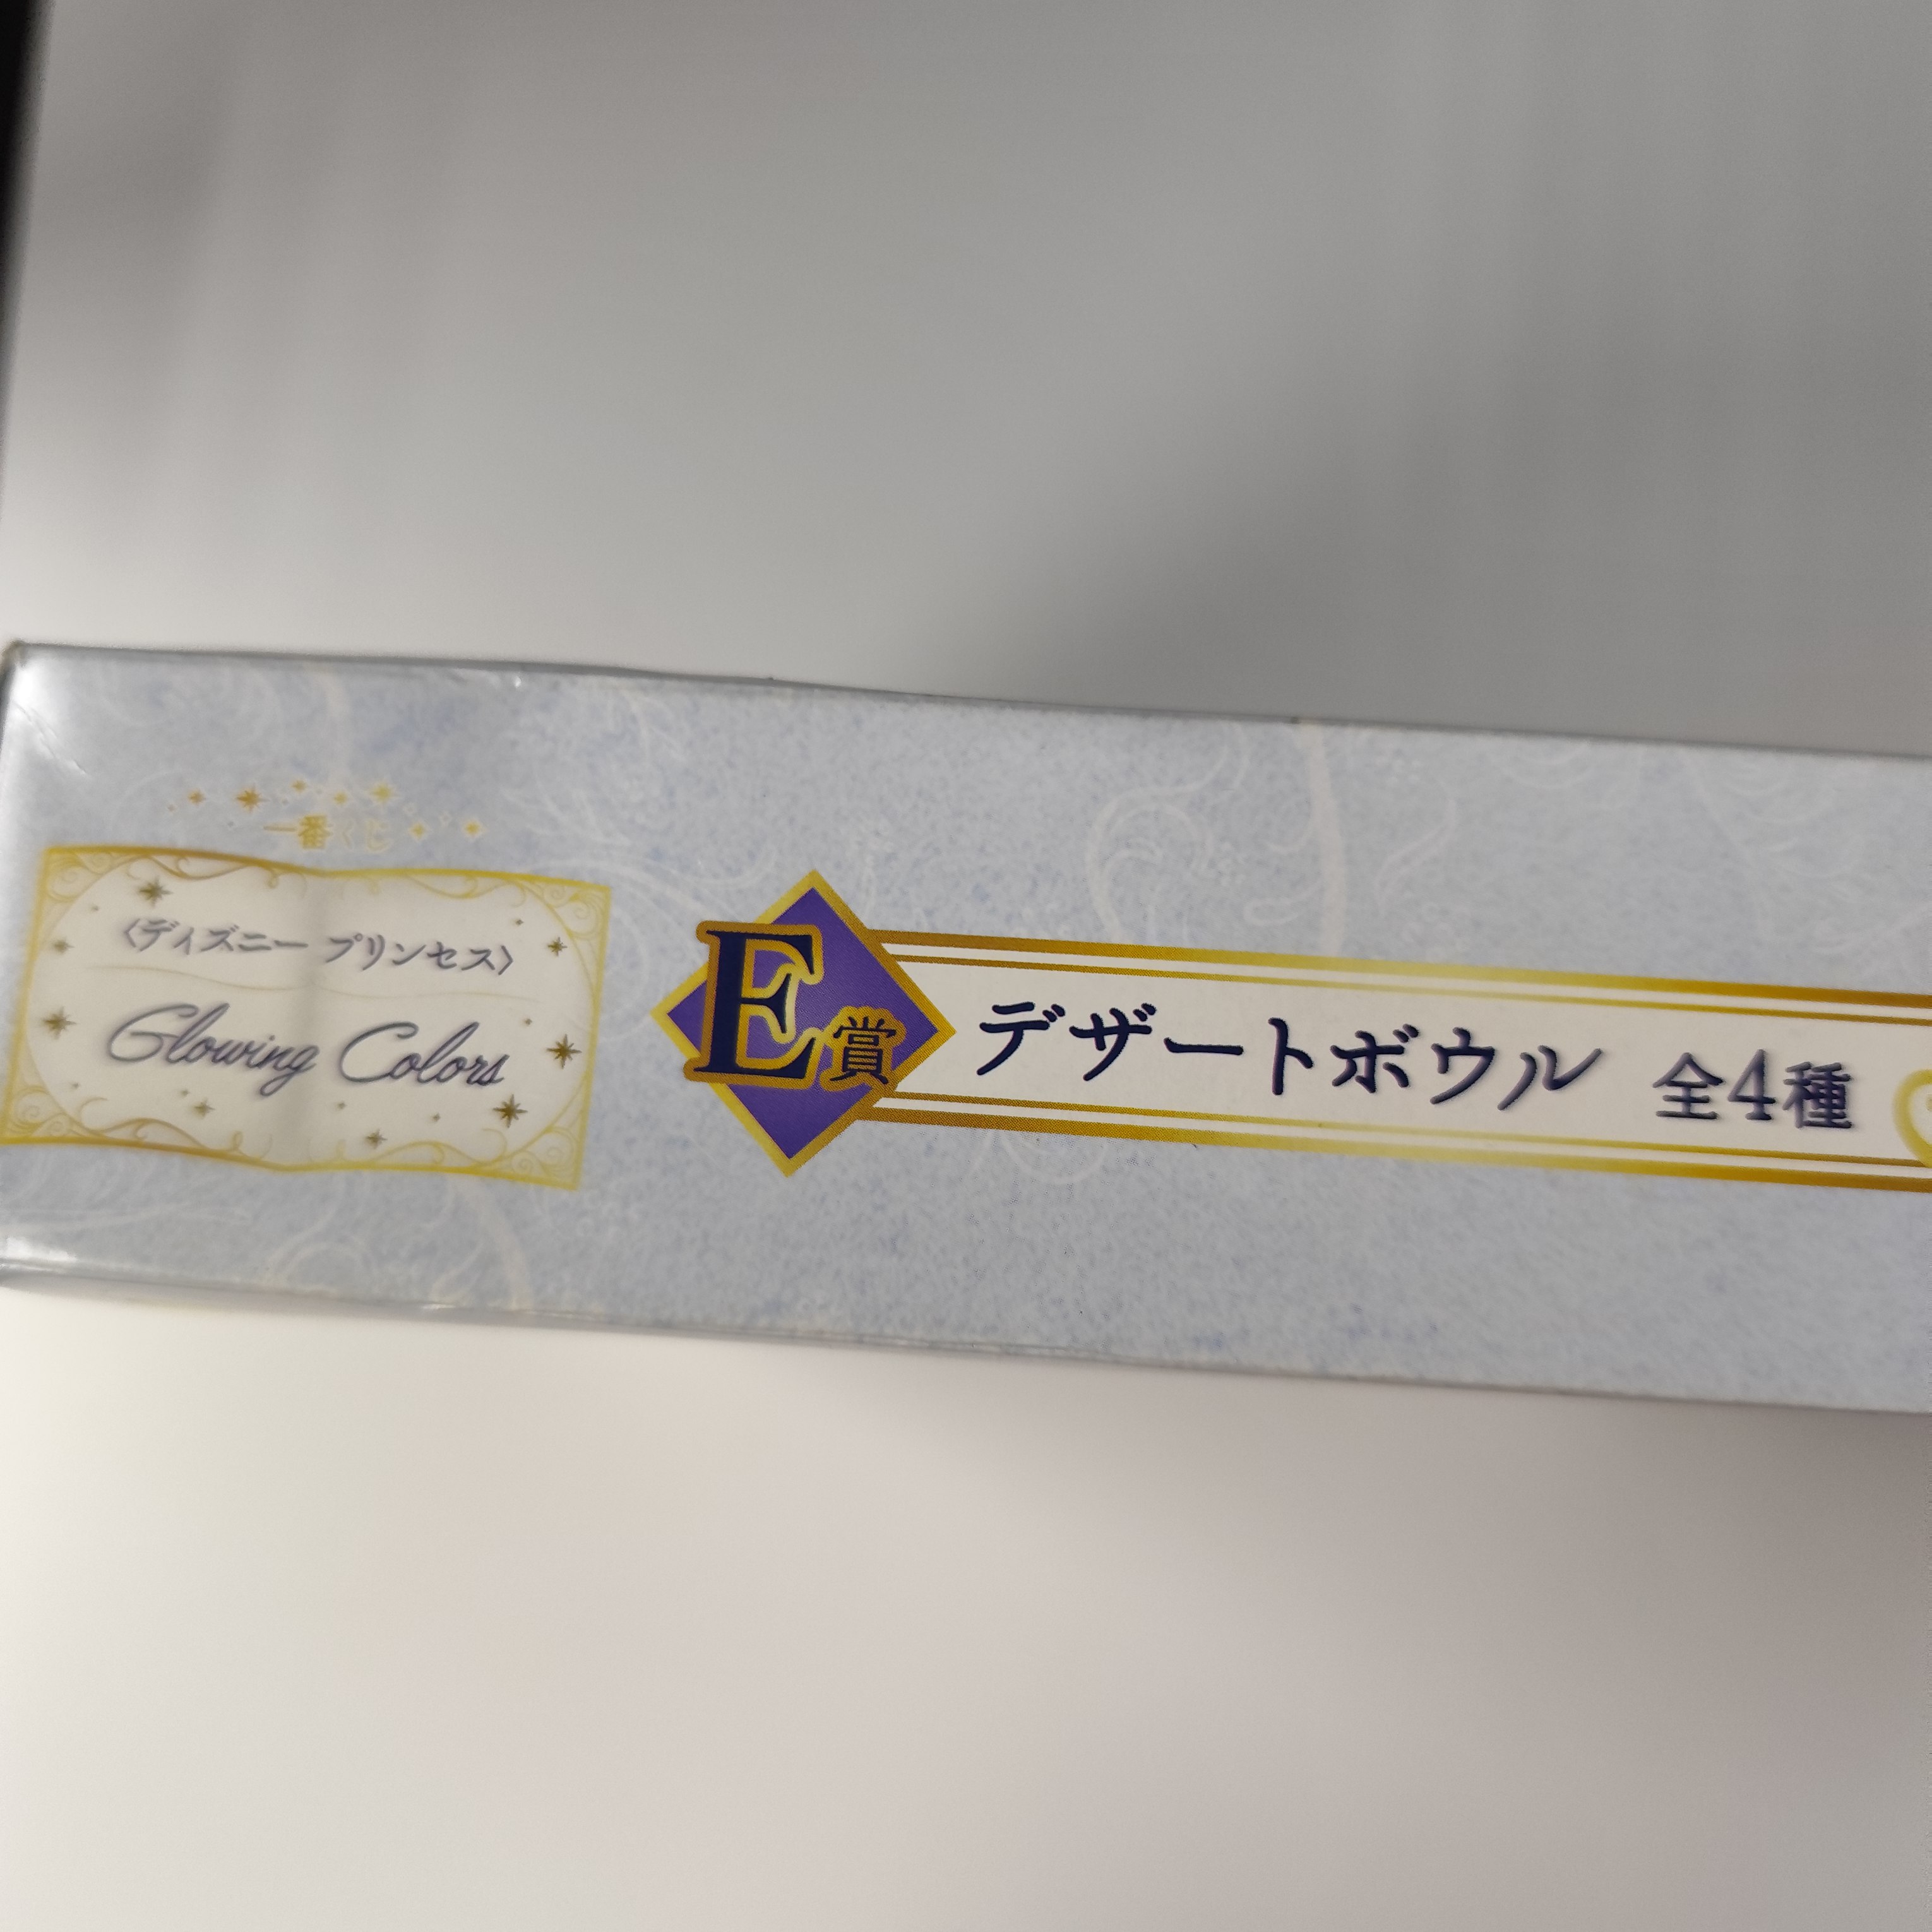 一番くじ
〈ディズニー プリンセス〉
Glowing Colors
E賞
デザートボウル 全4種